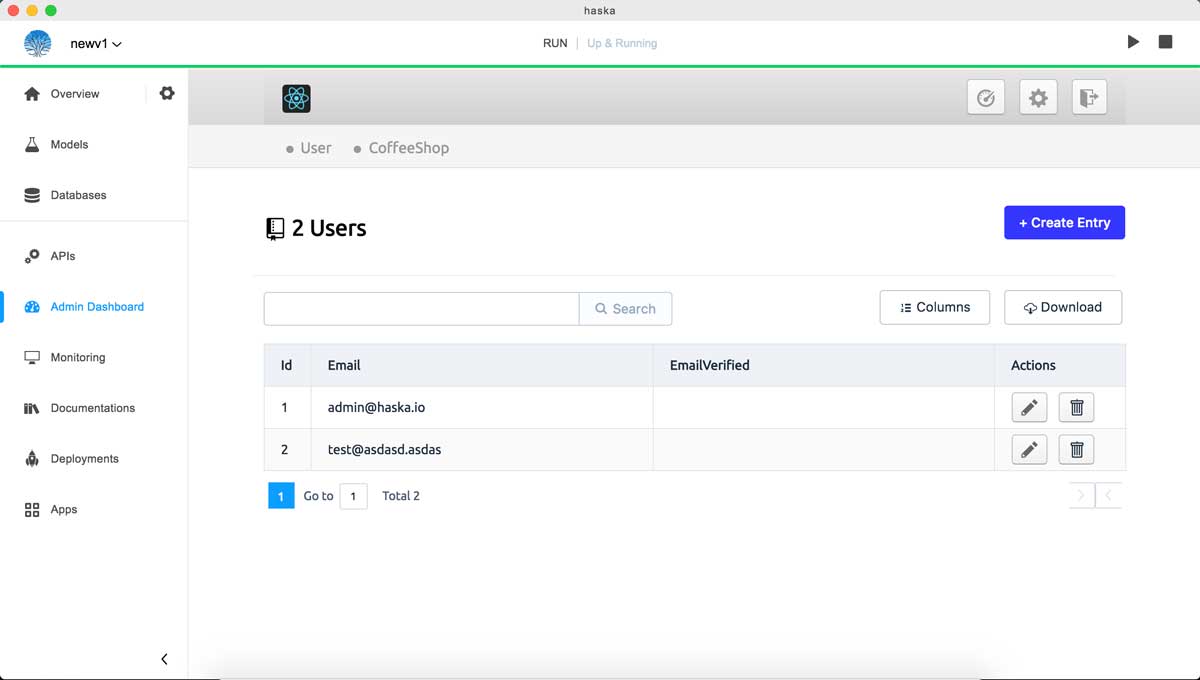 haska
newv1
RUN
Up & Running
Overview
Models
Databases
APIs
Admin Dashboard
Monitoring
Documentations
Deployments
Apps
User
CoffeeShop
2 Users
+ Create Entry
Search
Columns
Download
Id Email EmailVerified Actions
1 admin@haska.io
2 test@asdasd.asdas
1 Go to 1 Total 2